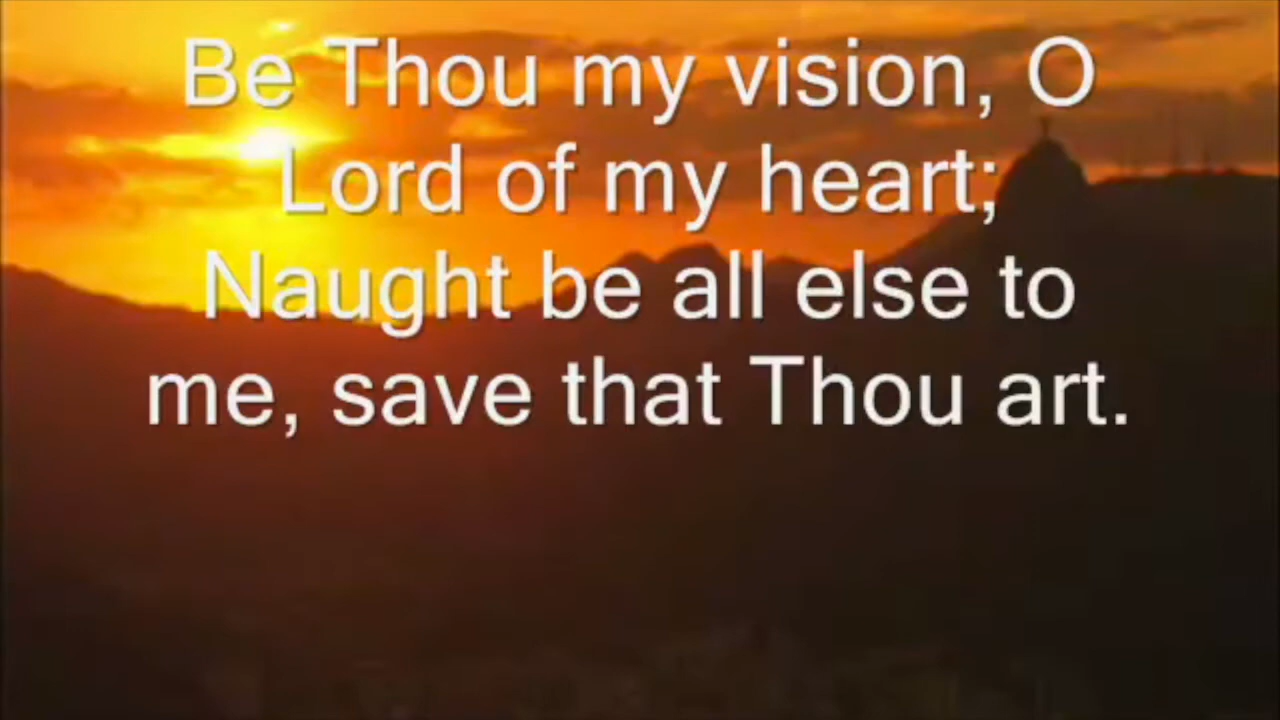 Be Thou my vision, O
Lord of my heart;
Naught be all else to
me, save that Thou art.